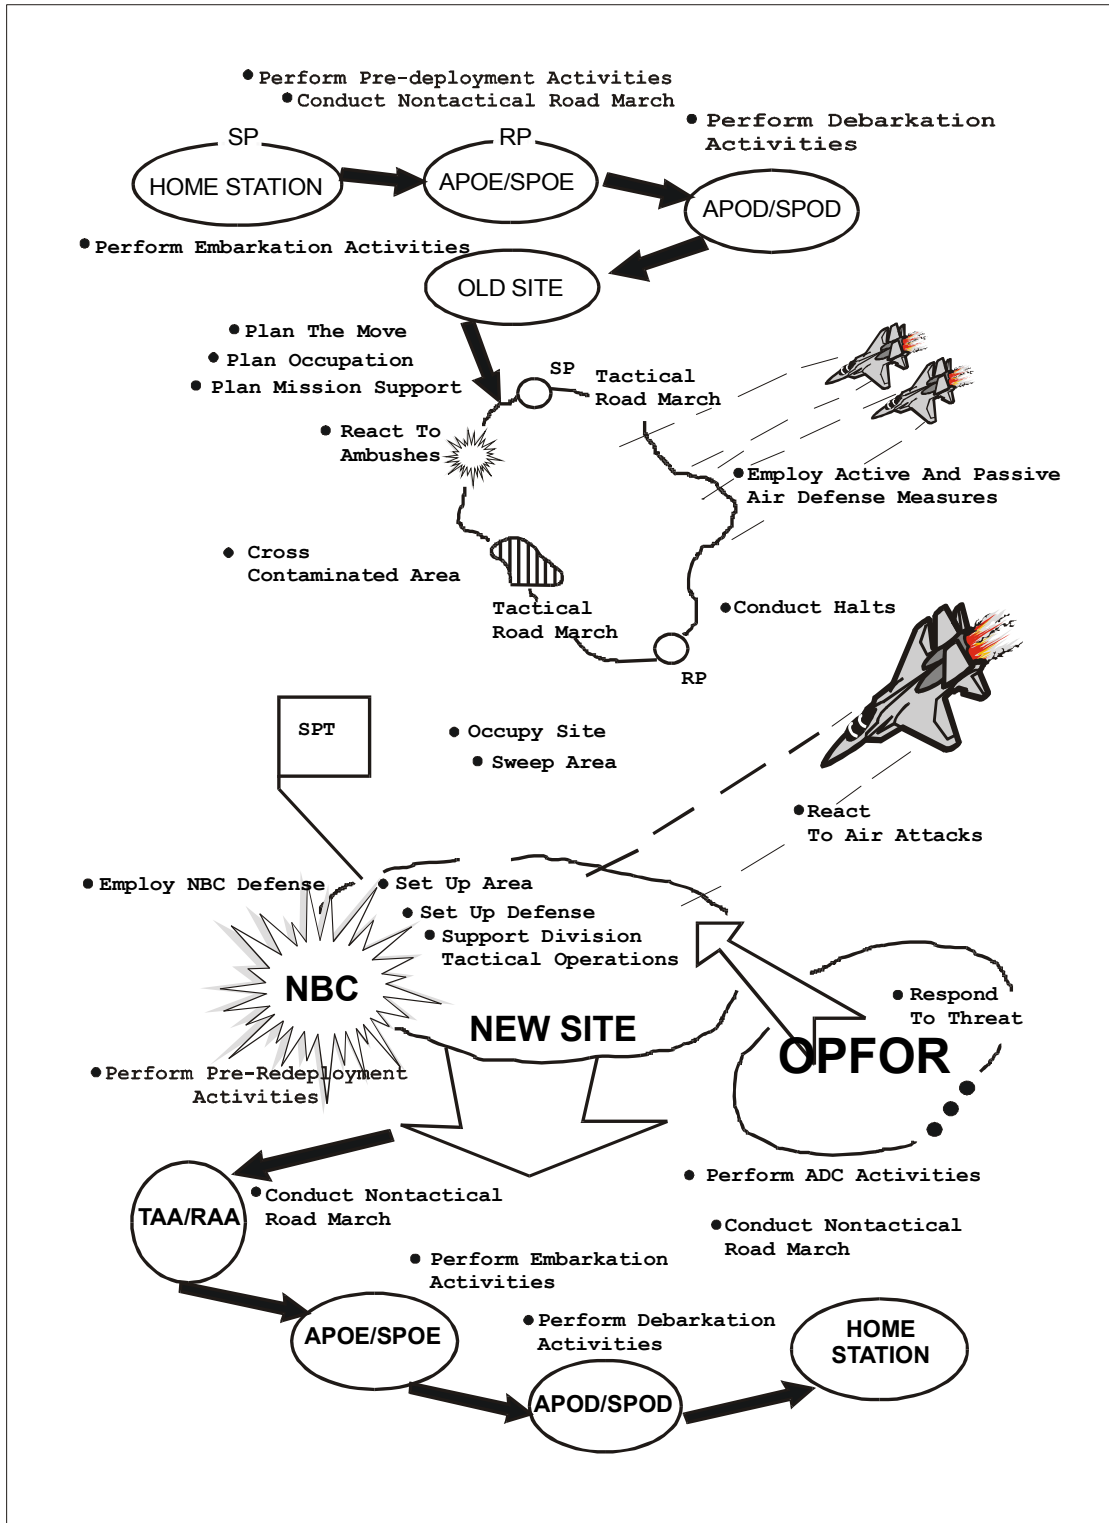 • Perform Pre-deployment Activities
• Conduct Nontactical Road March
• Perform Debarkation
Activities
SP
RP
HOME STATION
APOE/SPOE
APOD/SPOD
• Perform Embarkation Activities
OLD SITE
• Plan The Move
• Plan Occupation
• Plan Mission Support
SP
Tactical
Road March
• React To
Ambushes
• Employ Active And Passive
Air Defense Measures
• Cross
Contaminated Area
Tactical
Road March
• Conduct Halts
RP
SPT
• Occupy Site
• Sweep Area
• React
To Air Attacks
• Employ NBC Defense
• Set Up Area
• Set Up Defense
• Support Division
Tactical Operations
NBC
NEW SITE
• Respond
To Threat
OPFOR
• Perform Pre-Redeployment
Activities
• Perform ADC Activities
TAA/RAA
• Conduct Nontactical
Road March
• Conduct Nontactical
Road March
• Perform Embarkation
Activities
APOE/SPOE
• Perform Debarkation
Activities
HOME
STATION
APOD/SPOD